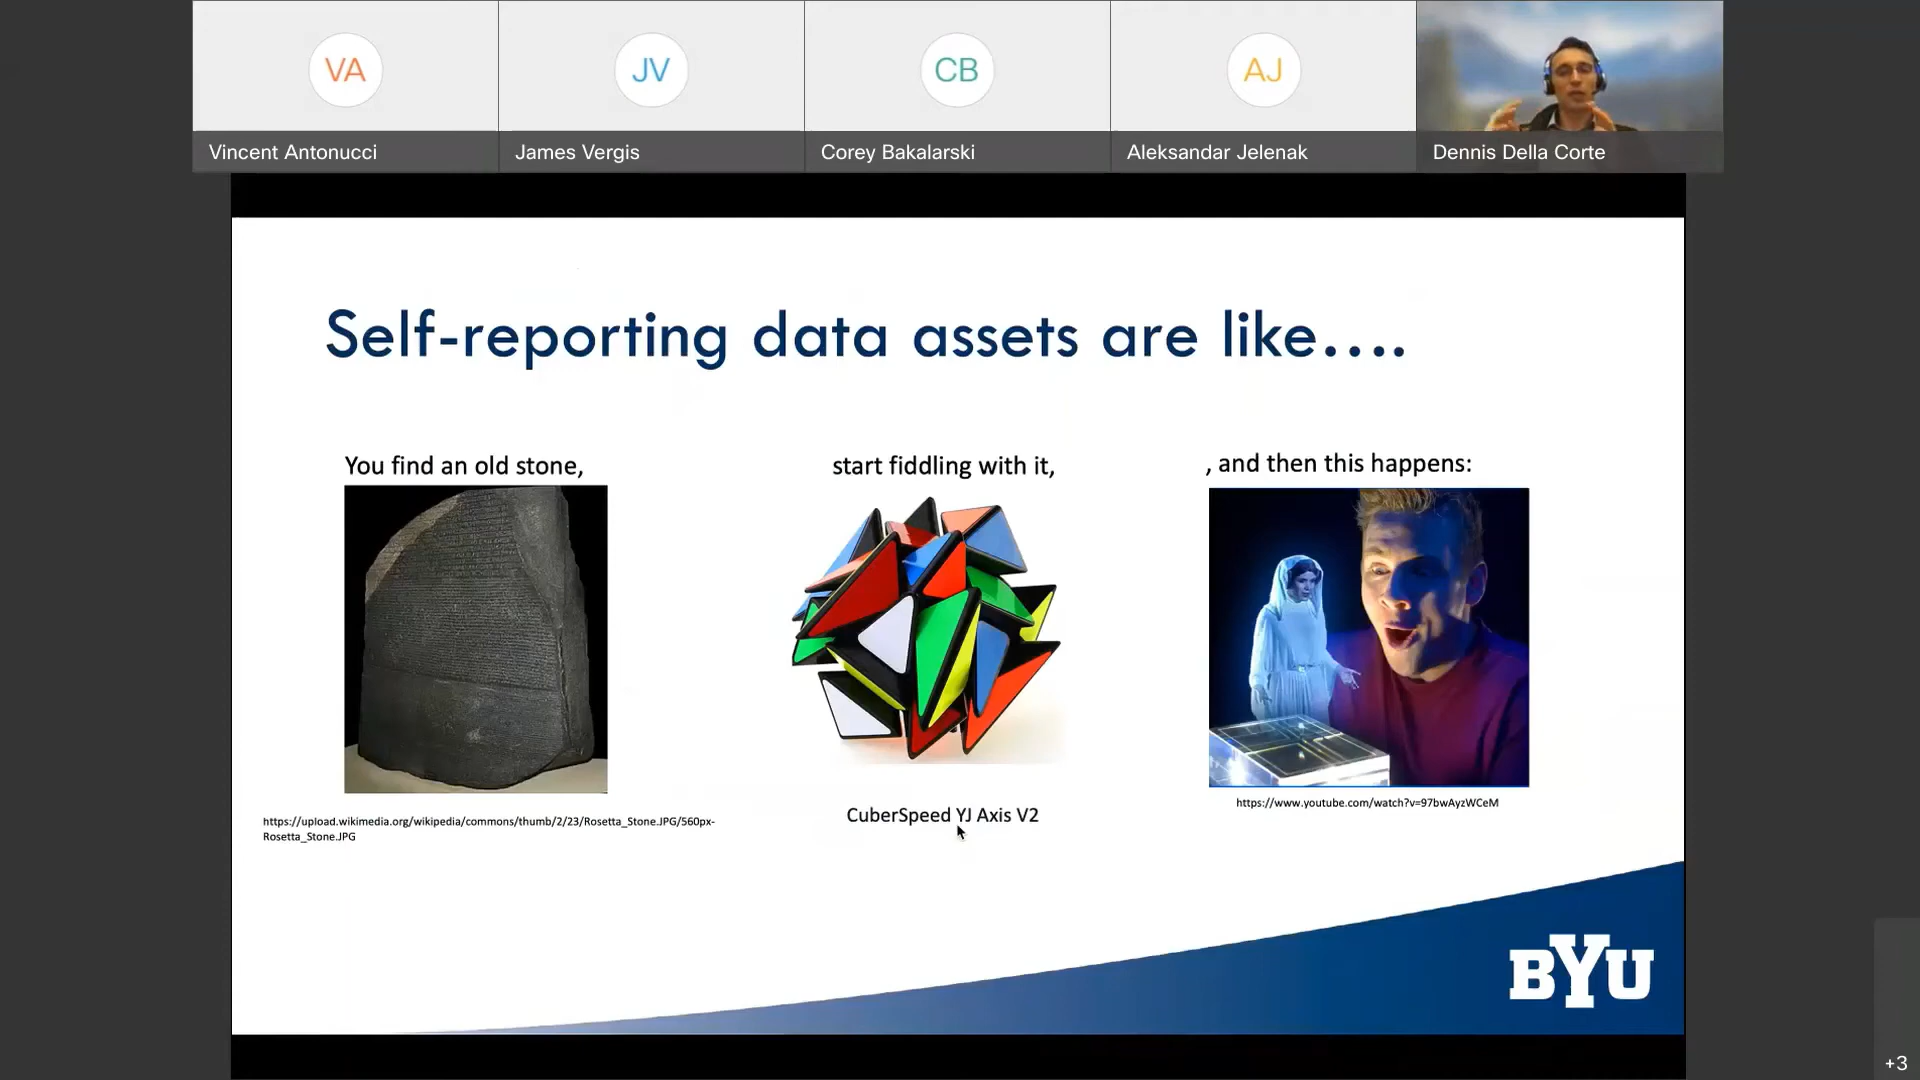 VA
JV
CB
AJ
Vincent Antonucci
James Vergis
Corey Bakalarski
Aleksandar Jelenak
Dennis Della Corte
Self-reporting data assets are like....
You find an old stone,
start fiddling with it,
, and then this happens:
https://upload.wikimedia.org/wikipedia/commons/thumb/2/23/Rosetta_Stone.JPG/560px-
Rosetta_Stone.JPG
CuberSpeed YJ Axis V2
https://www.youtube.com/watch?v=97bwAyzWCeM
BYU
+3